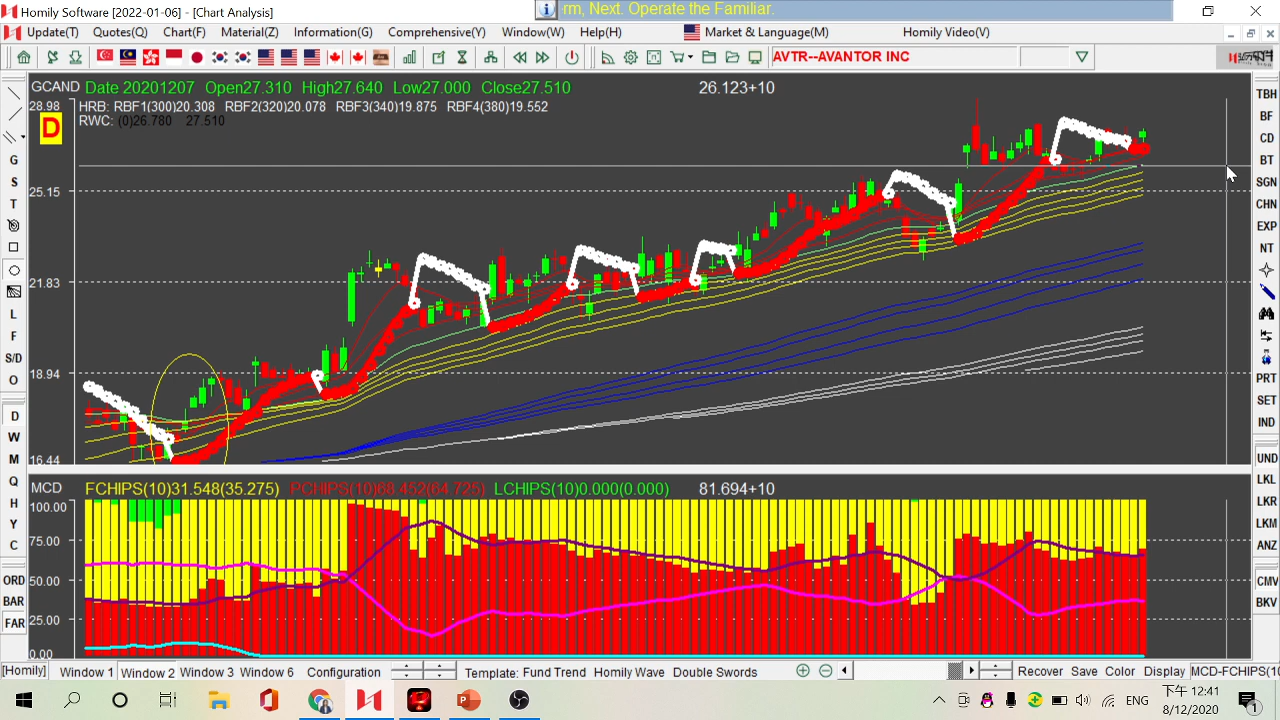 Homily Software [2022-01-06] - [Chart Analysis]
rm, Next. Operate the Familiar.
Update(T) Quotes(Z) Chart(F) Material(Z) Information(G) Comprehensive(Y) Window(W) Help(H) Market & Language(M) Homily Video(V)
AVTR--AVANTOR INC
GCAND Date 20201207 Open27.310 High27.640 Low27.000 Close27.510 26.123+10
28.98 HRB: RBF1(300)20.308 RBF2(320)20.078 RBF3(340)19.875 RBF4(380)19.552
RWC: (0)26.780 27.510
D
25.15
21.83
18.94
16.44
MCD FCHIPS(10)31.548(35.275) PCHIPS(10)68.452(64.725) LCHIPS(10)0.000(0.000) 81.694+10
100.00
75.00
50.00
25.00
0.00
G
S
T
L
F
S/D
O
D
W
M
Q
H
Y
C
ORD
BAR
FAR
TBH
BF
CD
BT
SGN
CHN
EXP
NT
PRT
SET
IND
UND
LKL
LKR
LKM
ANZ
CMV
BKV
[Homily] Window 1 Window 2 Window 3 Window 6 Configuration Template: Fund Trend Homily Wave Double Swords Recover Save Color Display MCD-FCHIPS(10
ENG
下午 12:41
8/12/2020